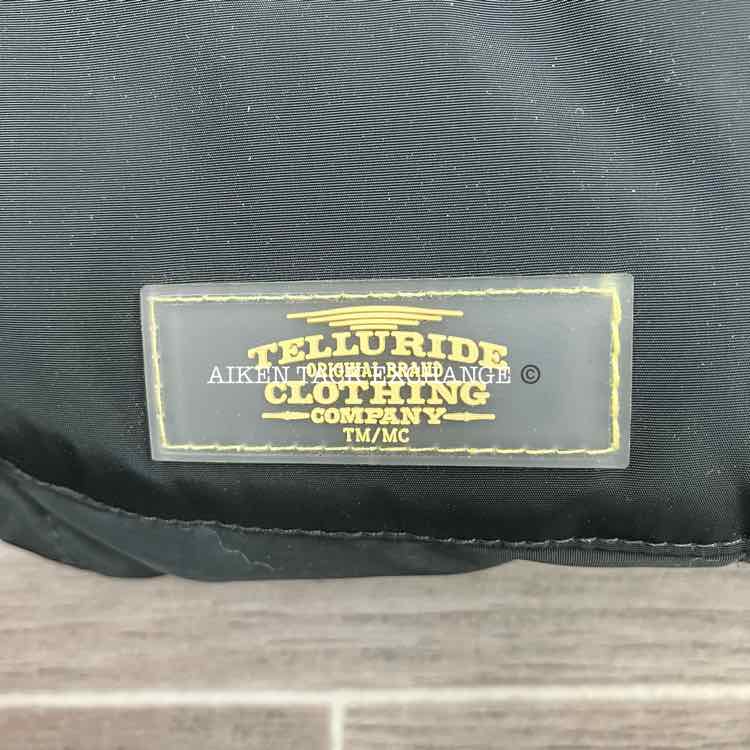 TELLURIDE
ORIGINAL BRAND
AIKEN TACK EXCHANGE ©
CLOTHING
COMPANY
TM/MC